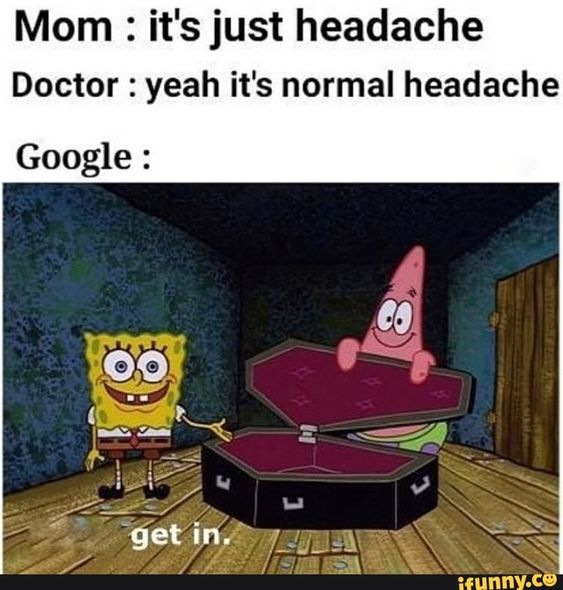 Mom : it's just headache
Doctor : yeah it's normal headache
Google :
get in.
ifunny.co